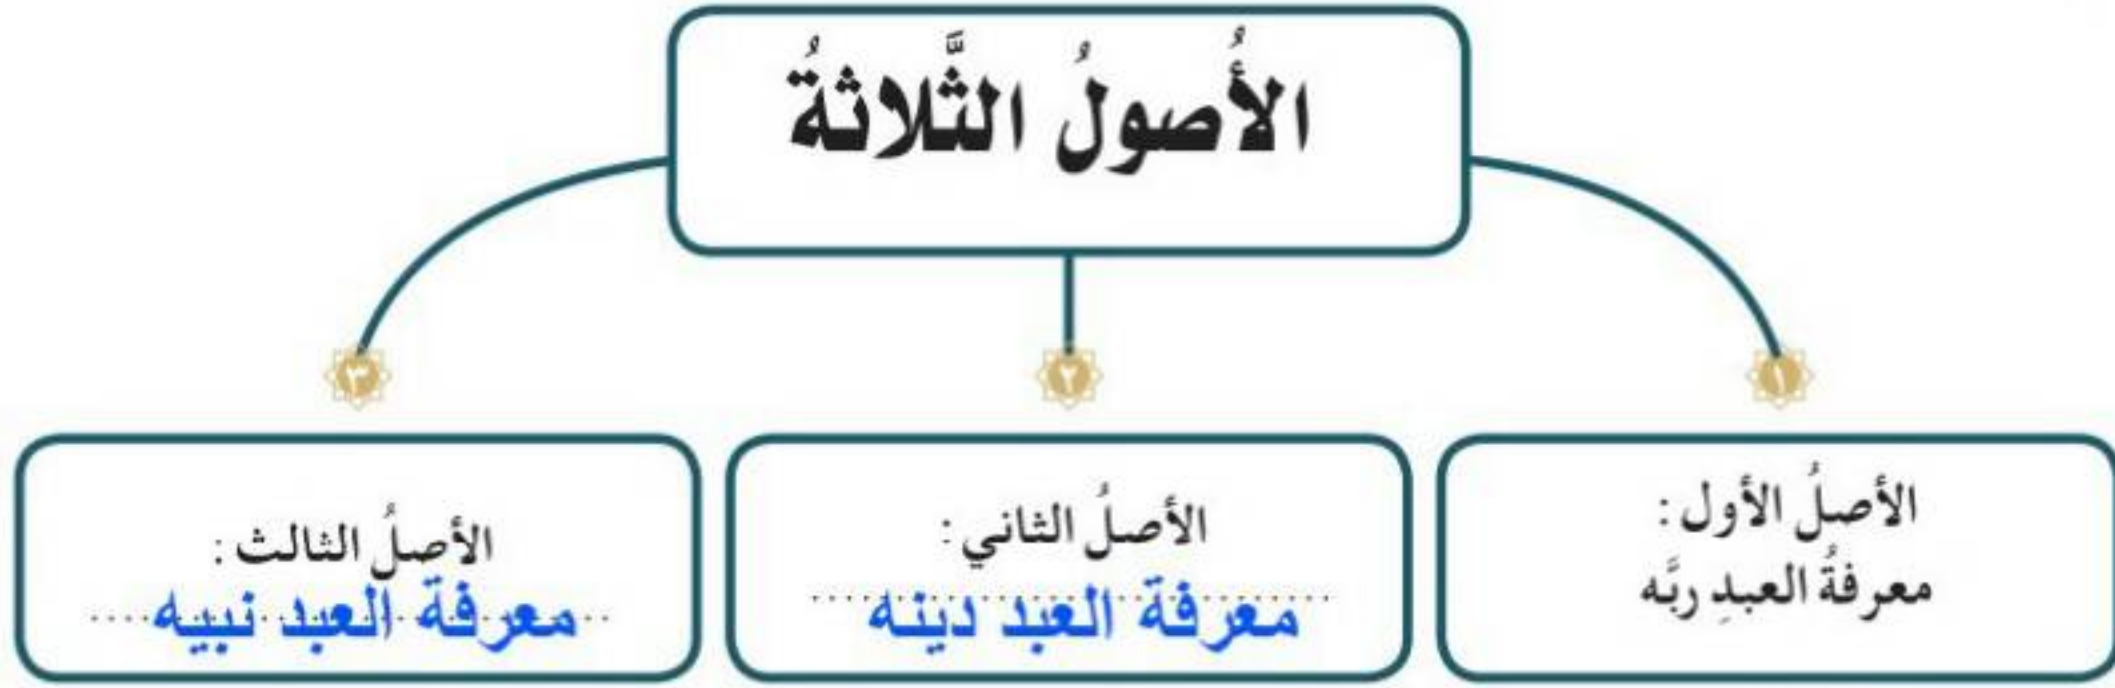 الأُصولُ الثَّلاثةُ
١
٢
٣
الأصلُ الأول :
معرفةُ العبدِ ربَّه
الأصلُ الثاني :
معرفة العبد دينه
الأصلُ الثالث :
معرفة العبد نبيه